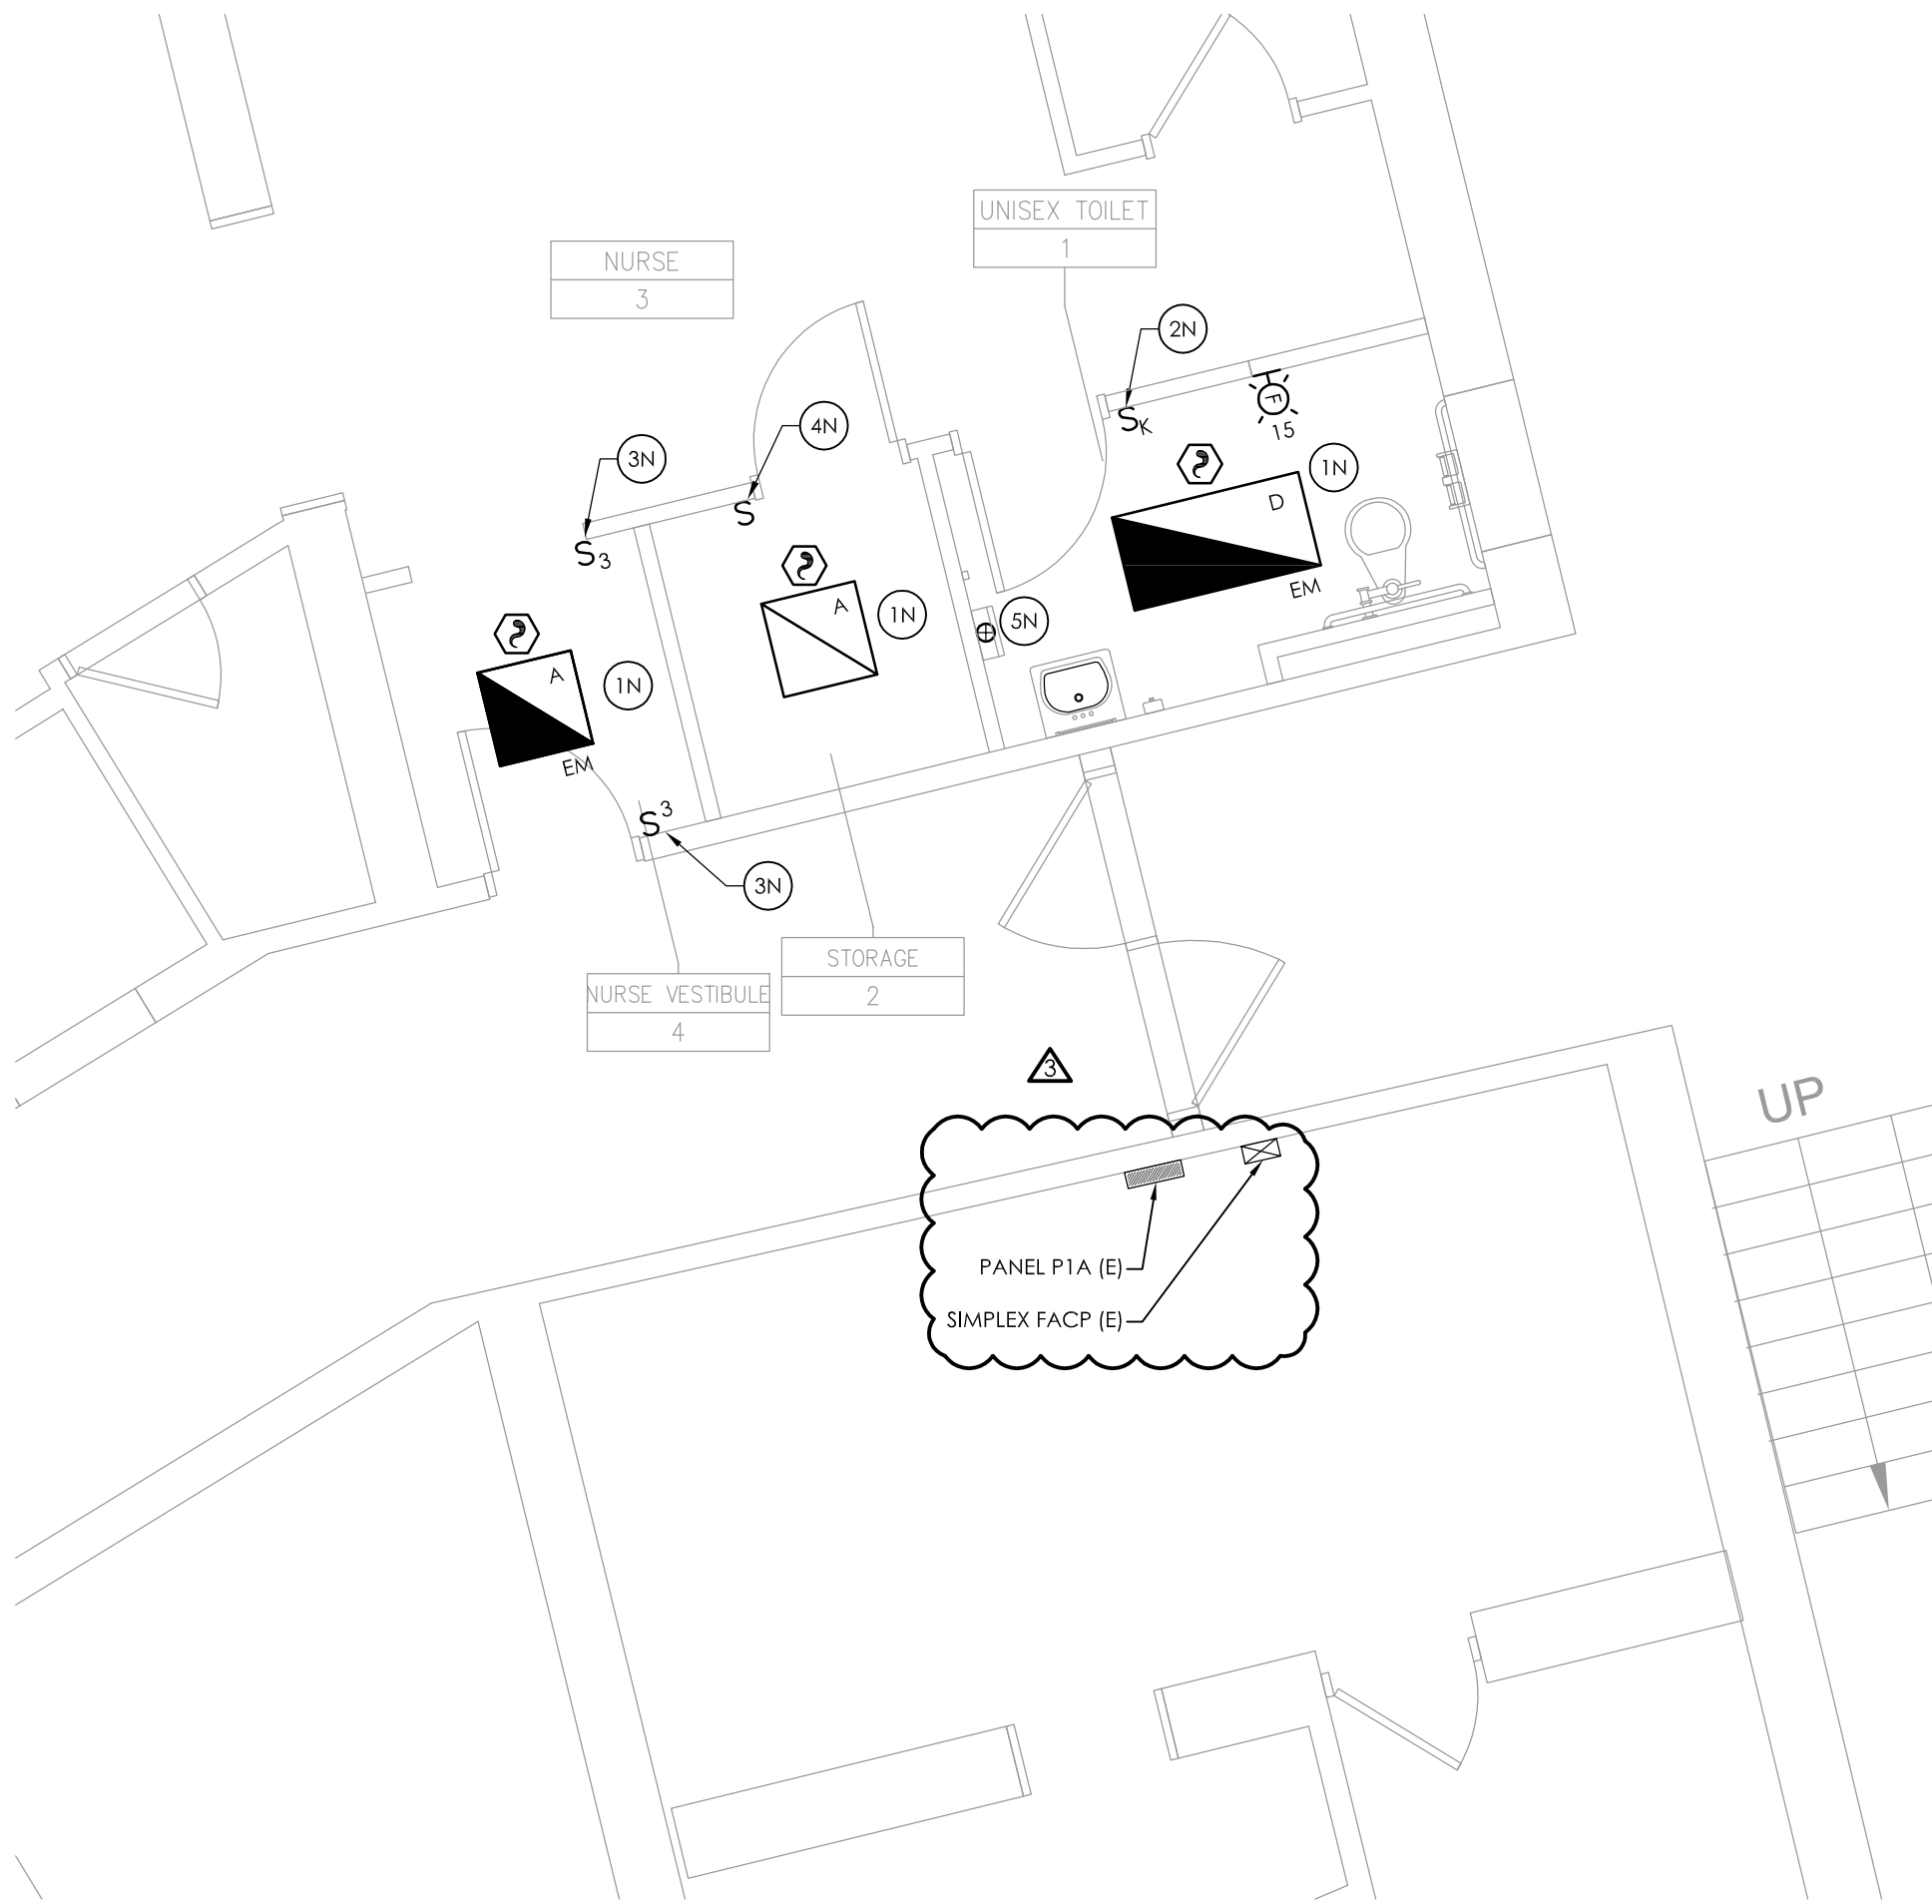 UNISEX TOILET
1
NURSE
3
2N
4N
SK
15
3N
1N
S
D
S3
A
1N
EM
5N
A
1N
EM
S3
3N
STORAGE
2
NURSE VESTIBULE
4
3
UP
PANEL P1A (E)
SIMPLEX FACP (E)
F